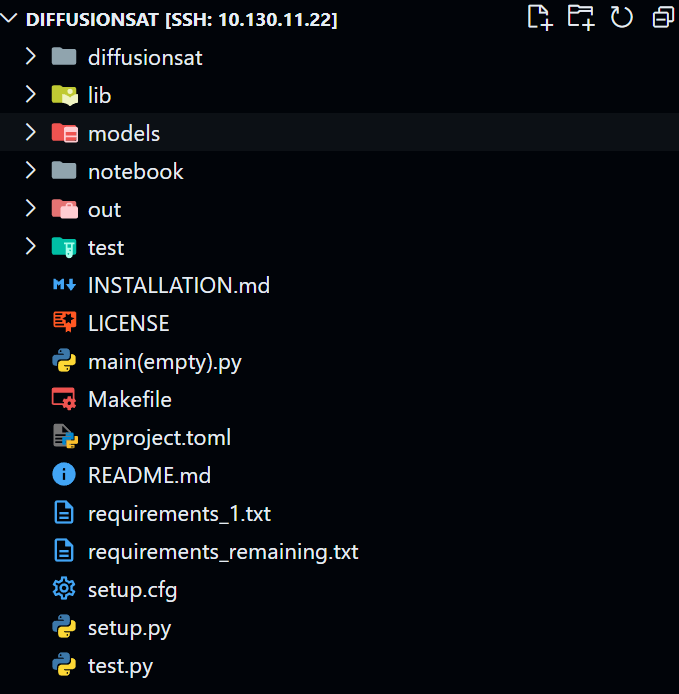 DIFFUSIONSAT [SSH: 10.130.11.22]
diffusionsat
lib
models
notebook
out
test
INSTALLATION.md
LICENSE
main(empty).py
Makefile
pyproject.toml
README.md
requirements_1.txt
requirements_remaining.txt
setup.cfg
setup.py
test.py